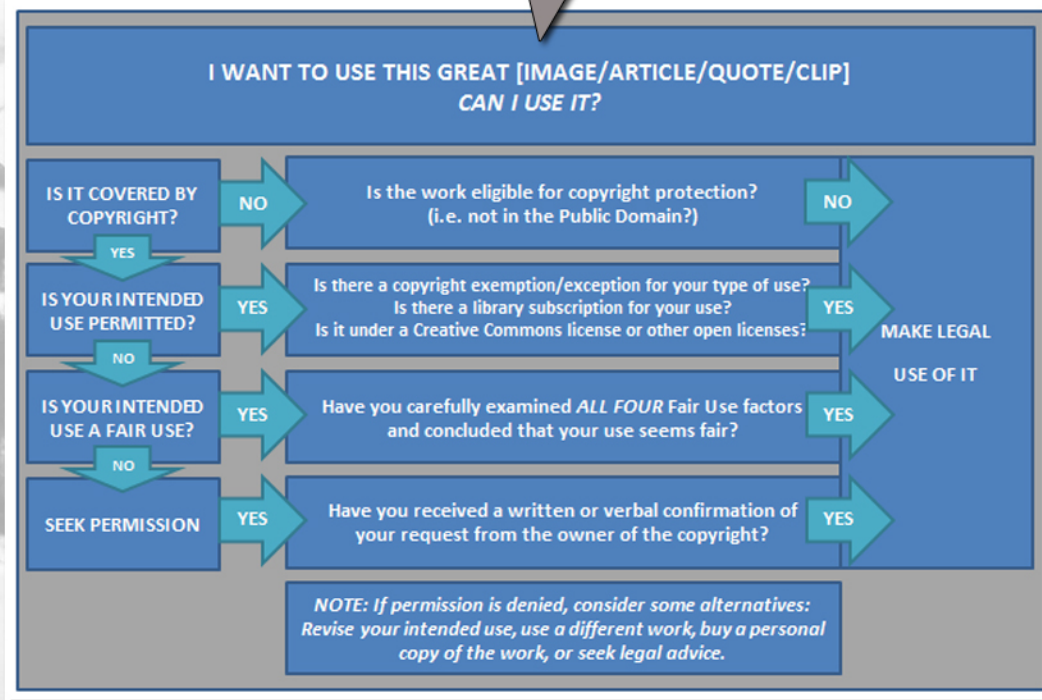 I WANT TO USE THIS GREAT [IMAGE/ARTICLE/QUOTE/CLIP]
CAN I USE IT?
IS IT COVERED BY
COPYRIGHT?
NO
Is the work eligible for copyright protection?
(i.e. not in the Public Domain?)
NO
YES
IS YOUR INTENDED
USE PERMITTED?
YES
Is there a copyright exemption/exception for your type of use?
Is there a library subscription for your use?
Is it under a Creative Commons license or other open licenses?
YES
MAKE LEGAL
USE OF IT
NO
IS YOUR INTENDED
USE A FAIR USE?
YES
Have you carefully examined ALL FOUR Fair Use factors
and concluded that your use seems fair?
YES
NO
SEEK PERMISSION
YES
Have you received a written or verbal confirmation of
your request from the owner of the copyright?
YES
NOTE: If permission is denied, consider some alternatives:
Revise your intended use, use a different work, buy a personal
copy of the work, or seek legal advice.